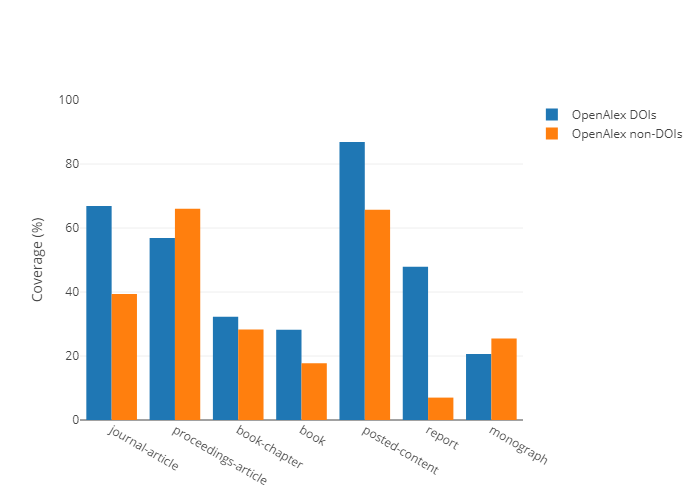 100
80
60
40
20
0
Coverage (%)
journal-article
proceedings-article
book-chapter
book
posted-content
report
monograph
OpenAlex DOIs
OpenAlex non-DOIs